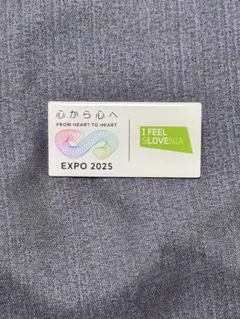 心から心へ
FROM HEART TO HEART
EXPO 2025
I FEEL
SLOVENIA